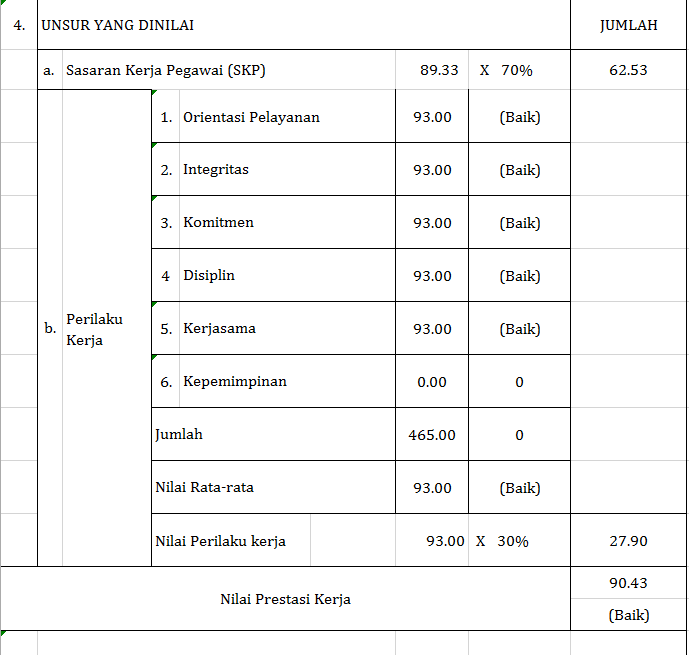 4. UNSUR YANG DINILAI JUMLAH
a. Sasaran Kerja Pegawai (SKP) 89.33 X 70% 62.53
1. Orientasi Pelayanan 93.00 (Baik)
2. Integritas 93.00 (Baik)
3. Komitmen 93.00 (Baik)
4 Disiplin 93.00 (Baik)
b. Perilaku
Kerja
5. Kerjasama 93.00 (Baik)
6. Kepemimpinan 0.00 0
Jumlah 465.00 0
Nilai Rata-rata 93.00 (Baik)
Nilai Perilaku kerja 93.00 X 30% 27.90
Nilai Prestasi Kerja
90.43
(Baik)